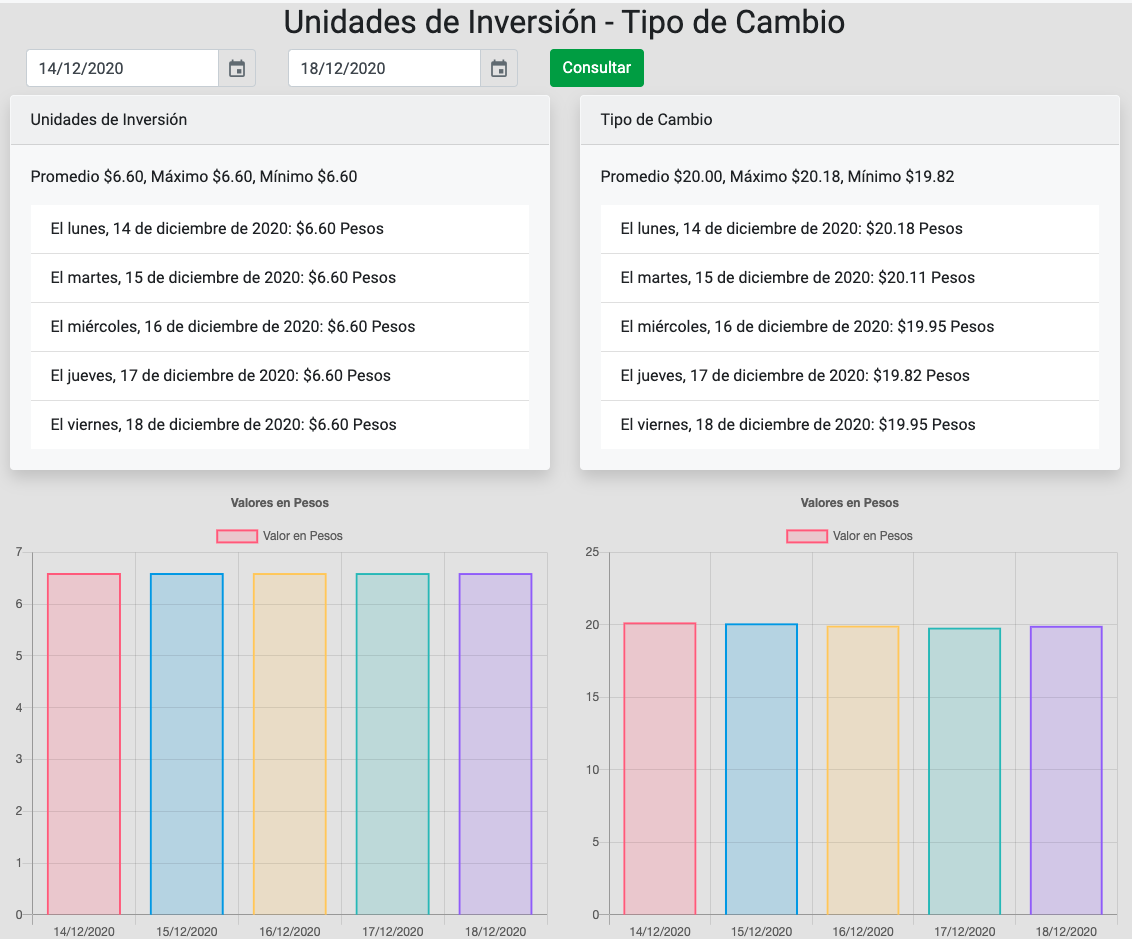 Unidades de Inversión - Tipo de Cambio
14/12/2020
18/12/2020
Consultar
Unidades de Inversión
Promedio $6.60, Máximo $6.60, Mínimo $6.60
El lunes, 14 de diciembre de 2020: $6.60 Pesos
El martes, 15 de diciembre de 2020: $6.60 Pesos
El miércoles, 16 de diciembre de 2020: $6.60 Pesos
El jueves, 17 de diciembre de 2020: $6.60 Pesos
El viernes, 18 de diciembre de 2020: $6.60 Pesos
Tipo de Cambio
Promedio $20.00, Máximo $20.18, Mínimo $19.82
El lunes, 14 de diciembre de 2020: $20.18 Pesos
El martes, 15 de diciembre de 2020: $20.11 Pesos
El miércoles, 16 de diciembre de 2020: $19.95 Pesos
El jueves, 17 de diciembre de 2020: $19.82 Pesos
El viernes, 18 de diciembre de 2020: $19.95 Pesos
Valores en Pesos
Valor en Pesos
7
6
5
4
3
2
1
0
14/12/2020 15/12/2020 16/12/2020 17/12/2020 18/12/2020
Valores en Pesos
Valor en Pesos
25
20
15
10
5
0
14/12/2020 15/12/2020 16/12/2020 17/12/2020 18/12/2020